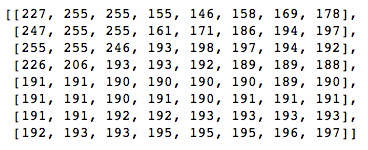 [[227, 255, 255, 155, 146, 158, 169, 178],
[247, 255, 255, 161, 171, 186, 194, 197],
[255, 255, 246, 193, 198, 197, 194, 192],
[226, 206, 193, 193, 192, 189, 189, 188],
[191, 191, 190, 190, 190, 190, 189, 190],
[191, 191, 190, 191, 190, 191, 191, 191],
[191, 191, 192, 192, 193, 193, 193, 193],
[192, 193, 193, 195, 195, 195, 196, 197]]